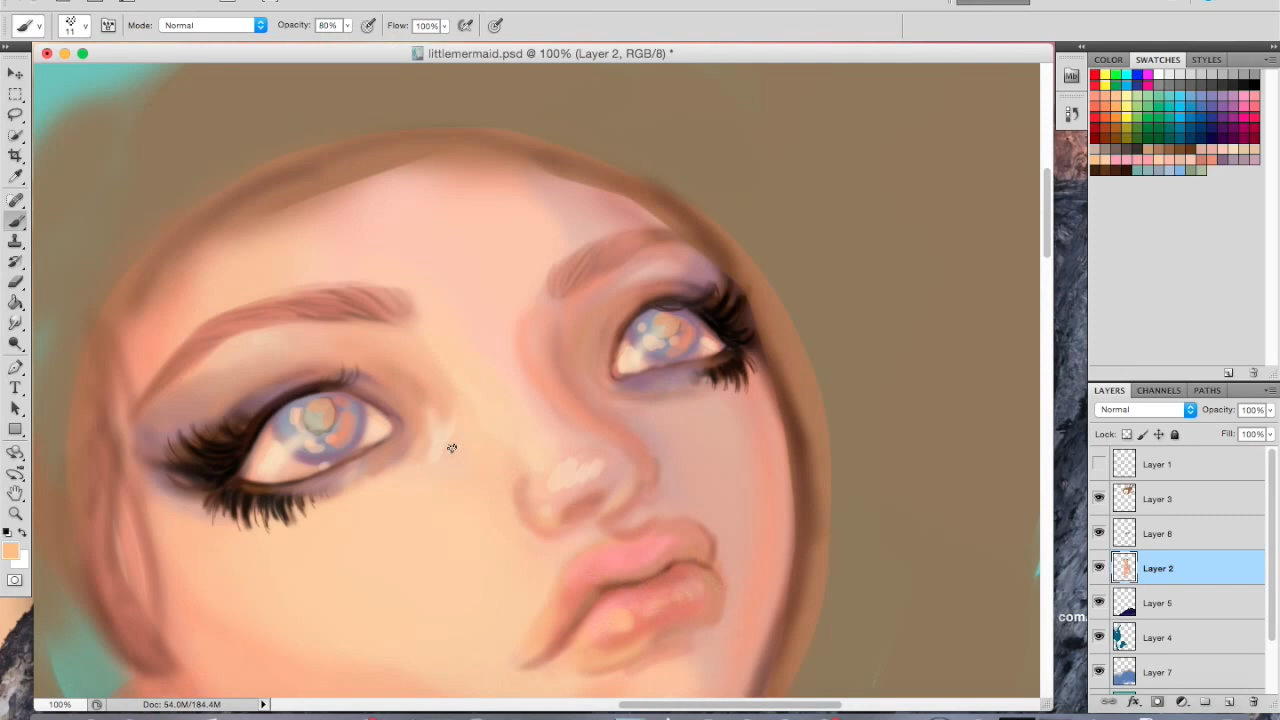 11
Mode: Normal
Opacity: 80%
Flow: 100%
littlemermaid.psd @ 100% (Layer 2, RGB/8) *
Mb
COLOR SWATCHES STYLES
LAYERS CHANNELS PATHS
Normal
Opacity: 100%
Lock:
Fill: 100%
Layer 1
Layer 3
Layer 8
Layer 2
Layer 5
Layer 4
Layer 7
com.
T
100%
Doc: 54.0M/184.4M